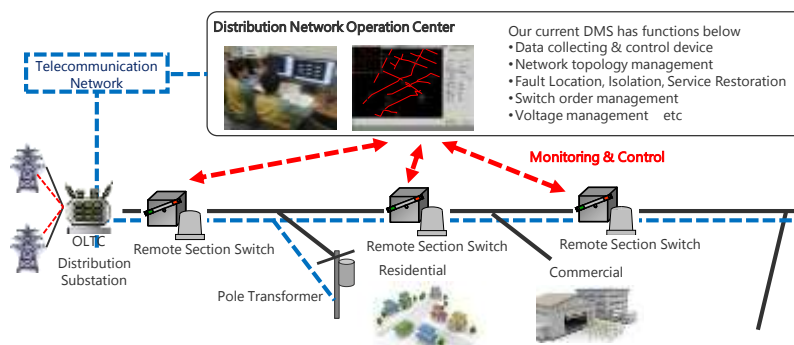 Distribution Network Operation Center
Our current DMS has functions below
•Data collecting & control device
•Network topology management
•Fault Location, Isolation, Service Restoration
•Switch order management
•Voltage management etc
Telecommunication
Network
Monitoring & Control
OLTC
Distribution
Substation
Remote Section Switch
Remote Section Switch
Remote Section Switch
Pole Transformer
Residential
Commercial